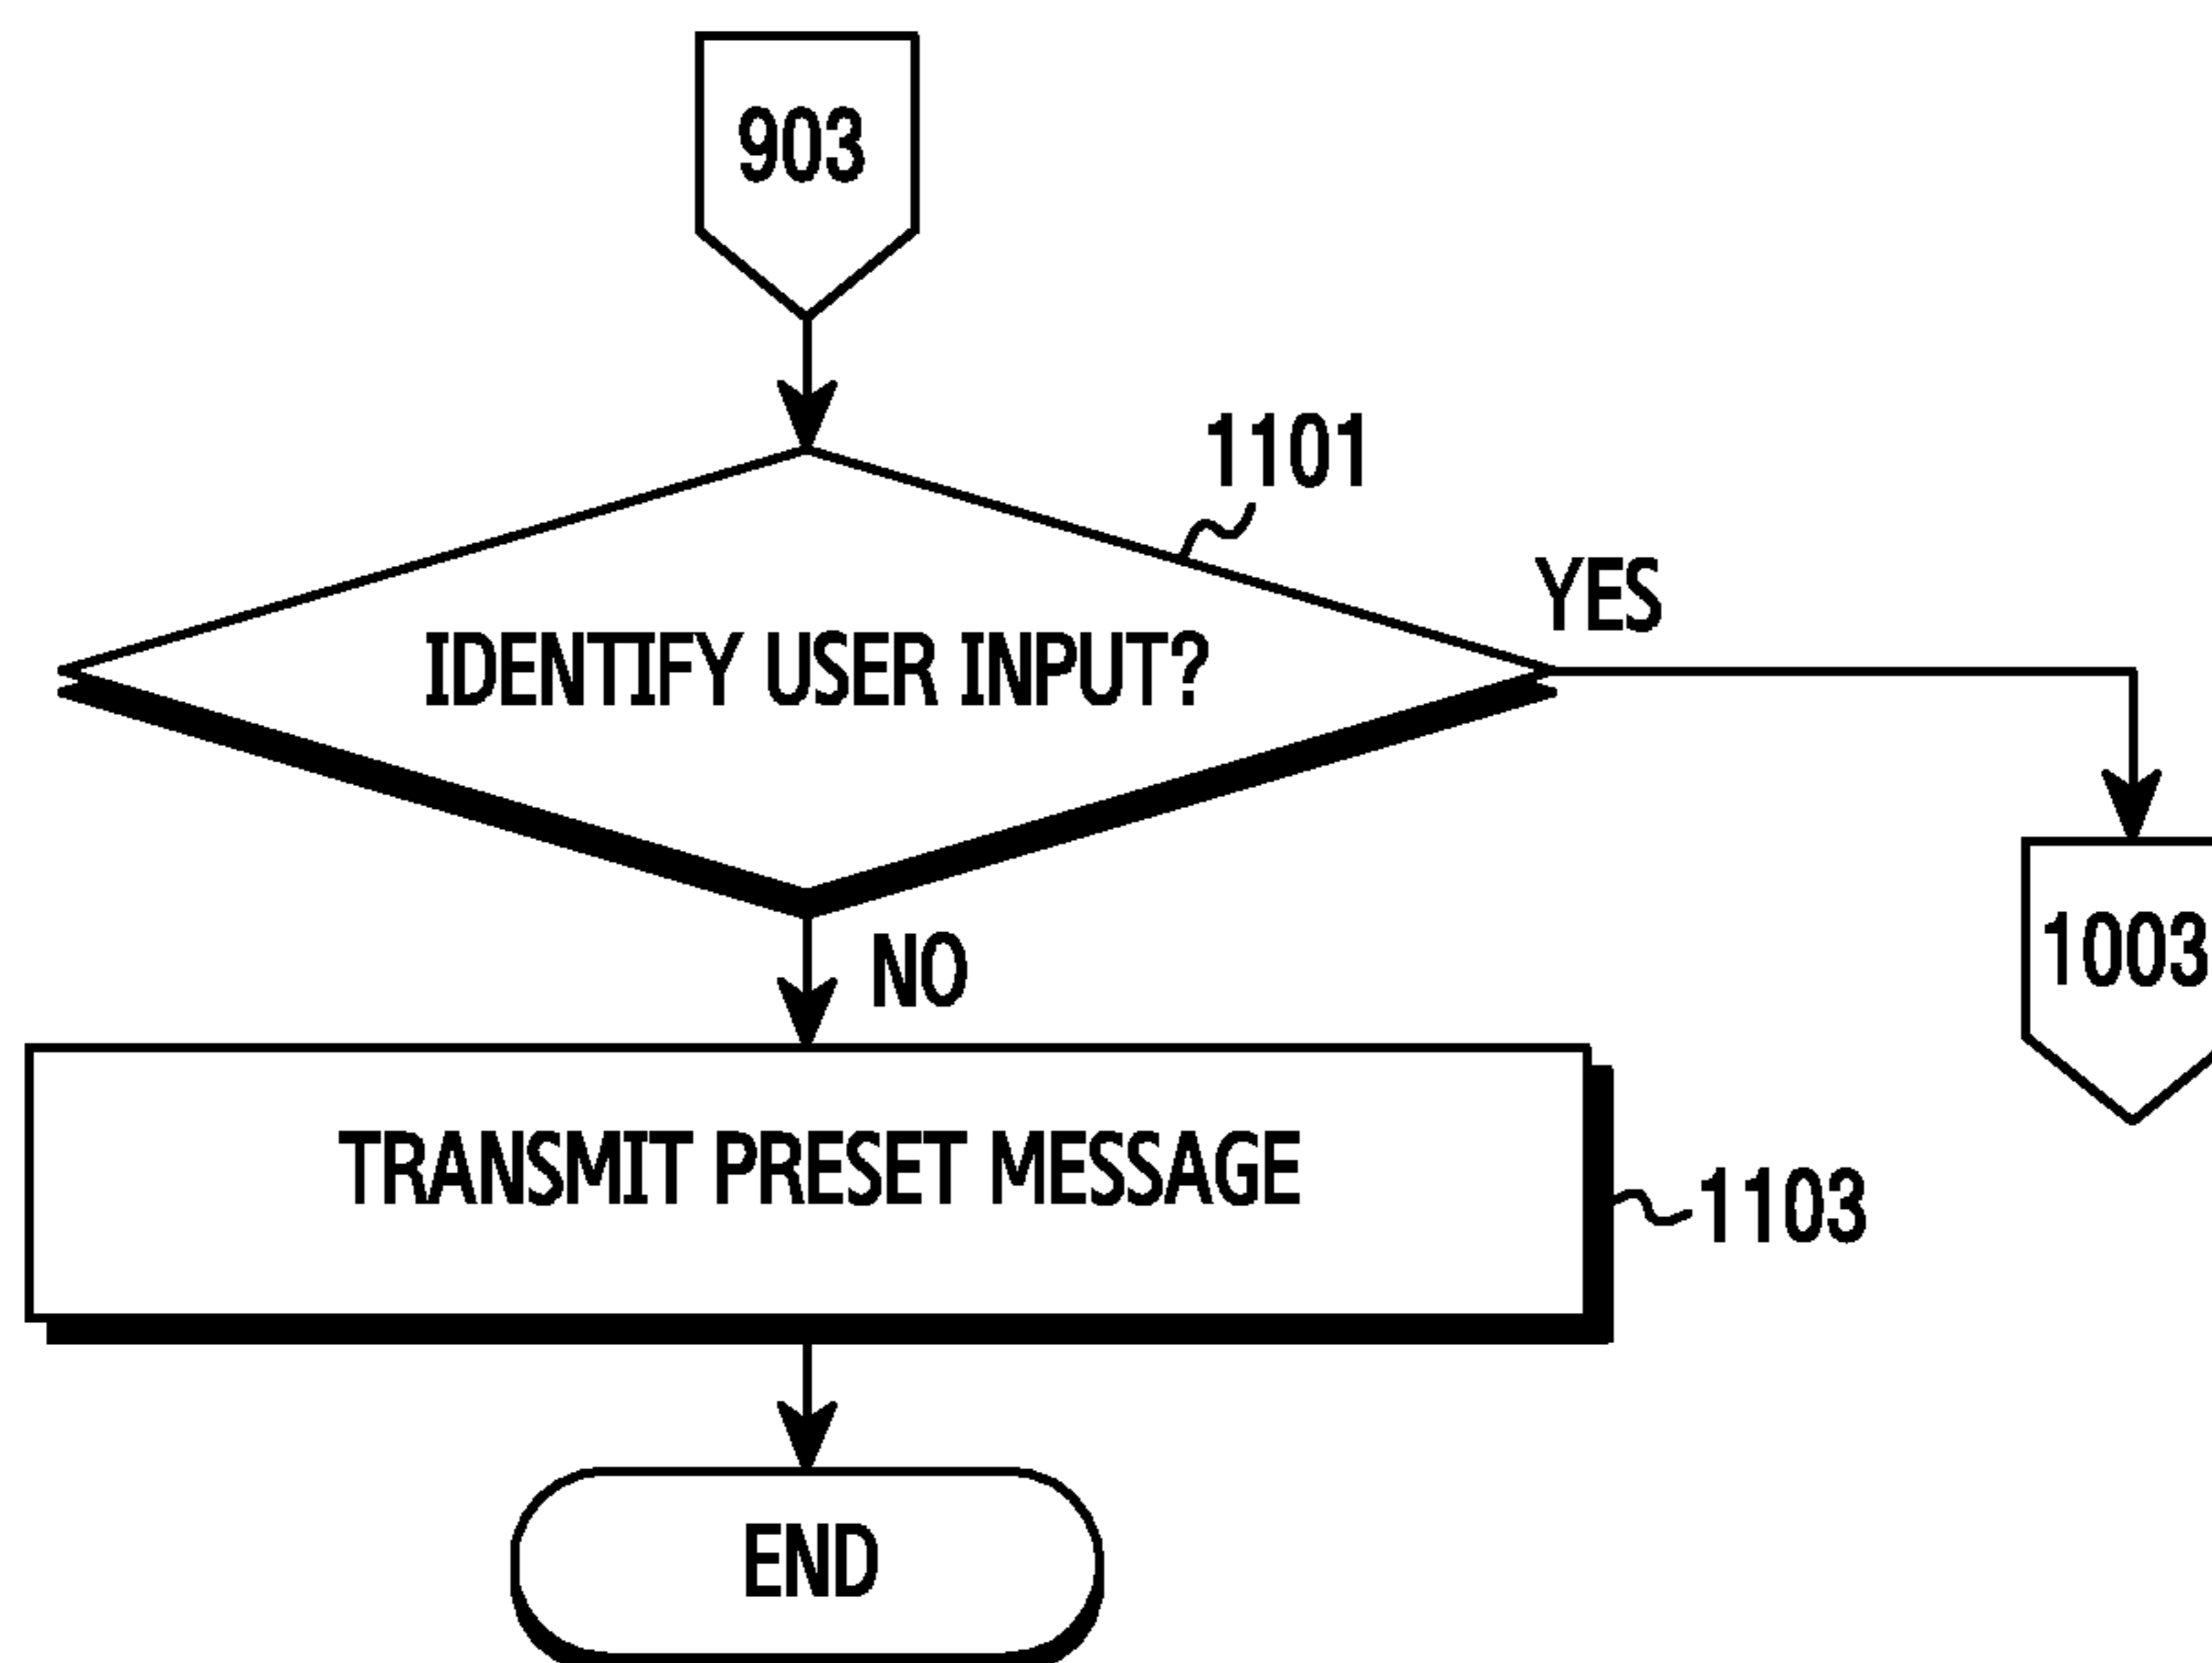 903
1101
YES
IDENTIFY USER INPUT?
NO
1003
TRANSMIT PRESET MESSAGE
1103
END